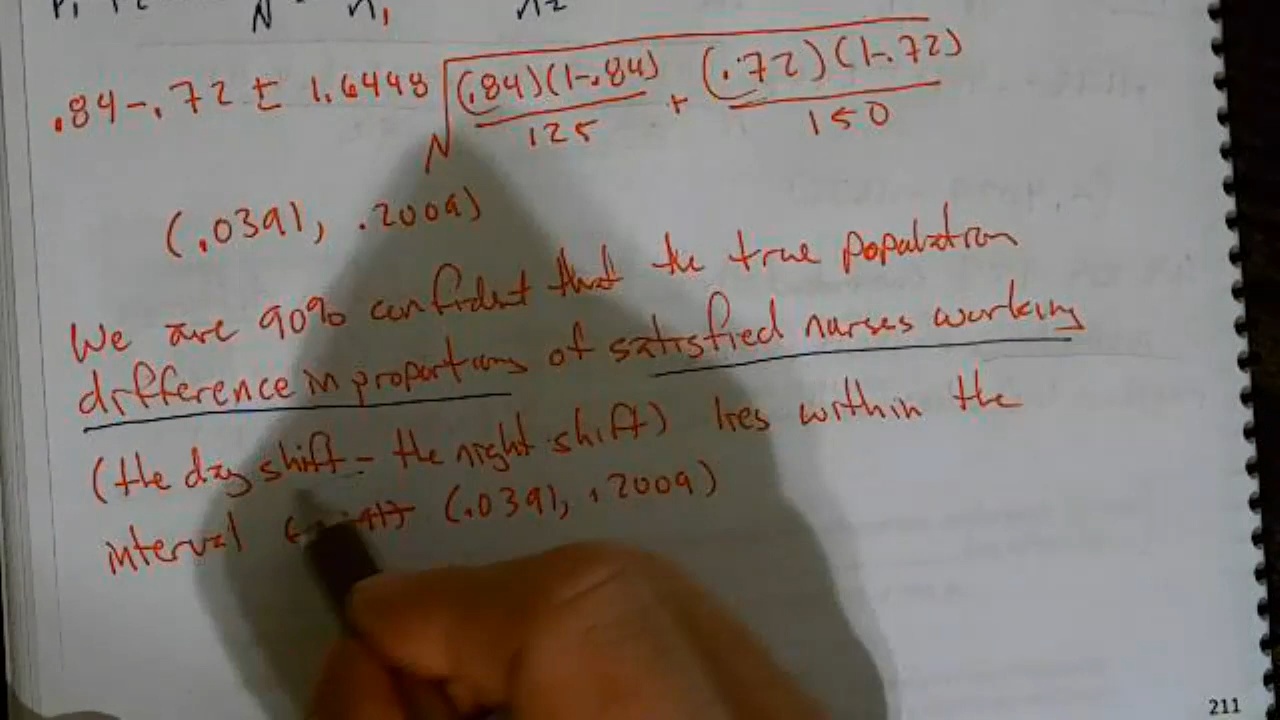 .84-.72 ± 1.6448 √((.84)(1-.84)/125 + (.72)(1-.72)/150)
(.0391, .2009)
We are 90% confident that the true population
difference in proportions of satisfied nurses working
(the day shift - the night shift) lies within the
interval (.0391, .2009)
211